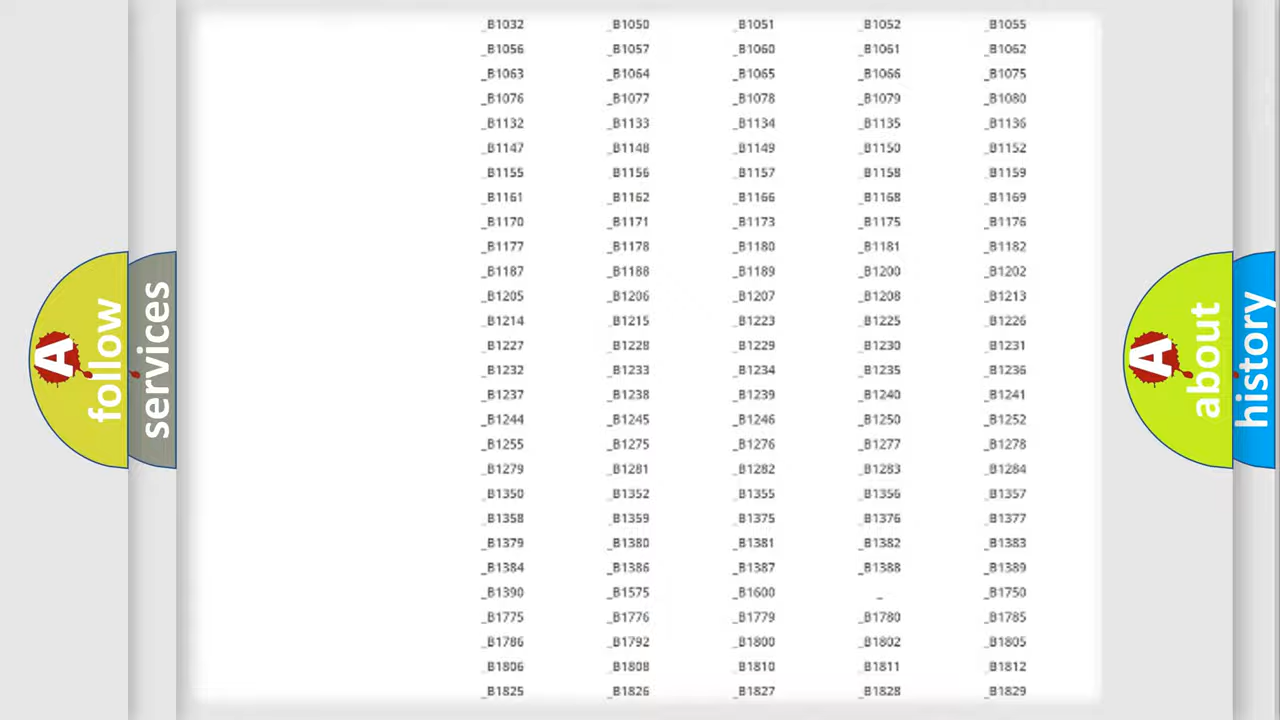 _B1032 _B1050 _B1051 _B1052 _B1055
_B1056 _B1057 _B1060 _B1061 _B1062
_B1063 _B1064 _B1065 _B1066 _B1075
_B1076 _B1077 _B1078 _B1079 _B1080
_B1132 _B1133 _B1134 _B1135 _B1136
_B1147 _B1148 _B1149 _B1150 _B1152
_B1155 _B1156 _B1157 _B1158 _B1159
_B1161 _B1162 _B1166 _B1168 _B1169
_B1170 _B1171 _B1173 _B1175 _B1176
_B1177 _B1178 _B1180 _B1181 _B1182
_B1187 _B1188 _B1189 _B1200 _B1202
_B1205 _B1206 _B1207 _B1208 _B1213
_B1214 _B1215 _B1223 _B1225 _B1226
_B1227 _B1228 _B1229 _B1230 _B1231
_B1232 _B1233 _B1234 _B1235 _B1236
_B1237 _B1238 _B1239 _B1240 _B1241
_B1244 _B1245 _B1246 _B1250 _B1252
_B1255 _B1275 _B1276 _B1277 _B1278
_B1279 _B1281 _B1282 _B1283 _B1284
_B1350 _B1352 _B1355 _B1356 _B1357
_B1358 _B1359 _B1375 _B1376 _B1377
_B1379 _B1380 _B1381 _B1382 _B1383
_B1384 _B1386 _B1387 _B1388 _B1389
_B1390 _B1575 _B1600 _ _B1750
_B1775 _B1776 _B1779 _B1780 _B1785
_B1786 _B1792 _B1800 _B1802 _B1805
_B1806 _B1808 _B1810 _B1811 _B1812
_B1825 _B1826 _B1827 _B1828 _B1829
A
follow
services
A
about
history